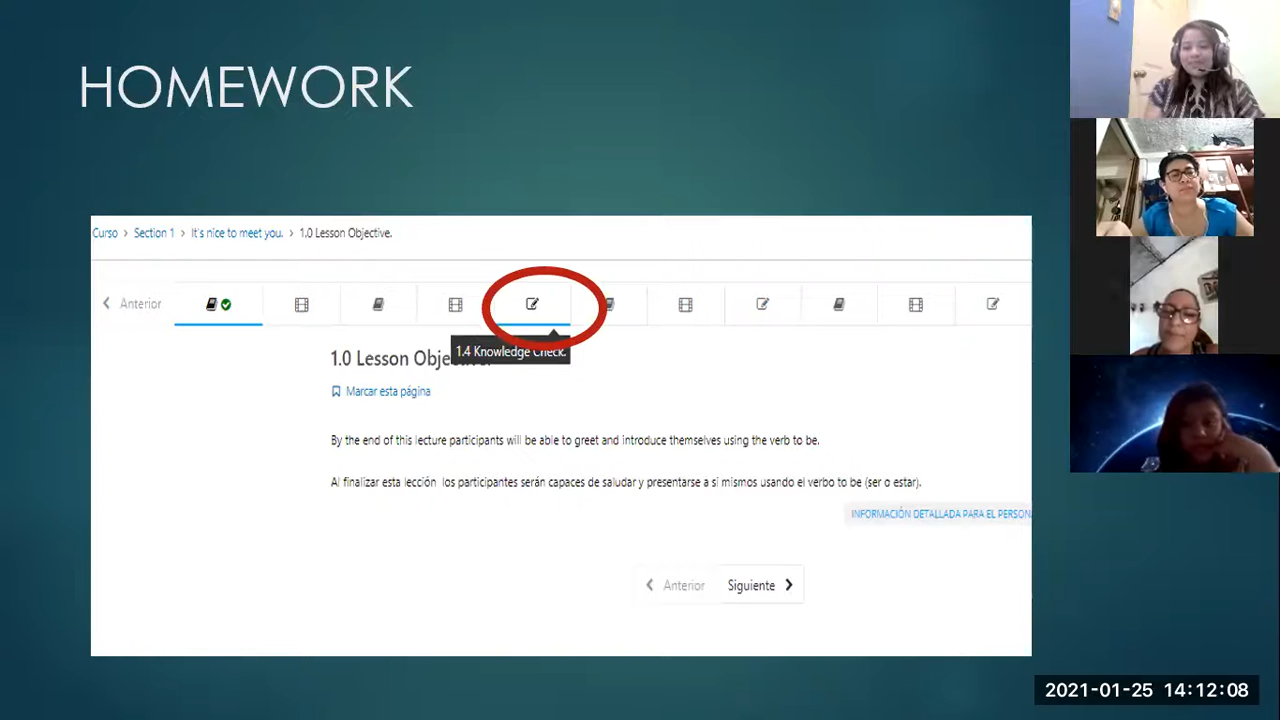 HOMEWORK
Curso > Section 1 > It's nice to meet you. > 1.0 Lesson Objective.
Anterior
1.4 Knowledge Check.
1.0 Lesson Obje
Marcar esta página
By the end of this lecture participants will be able to greet and introduce themselves using the verb to be.
Al finalizar esta lección los participantes serán capaces de saludar y presentarse a si mismos usando el verbo to be (ser o estar).
INFORMACIÓN DETALLADA PARA EL PERSON
Anterior Siguiente
2021-01-25 14:12:08